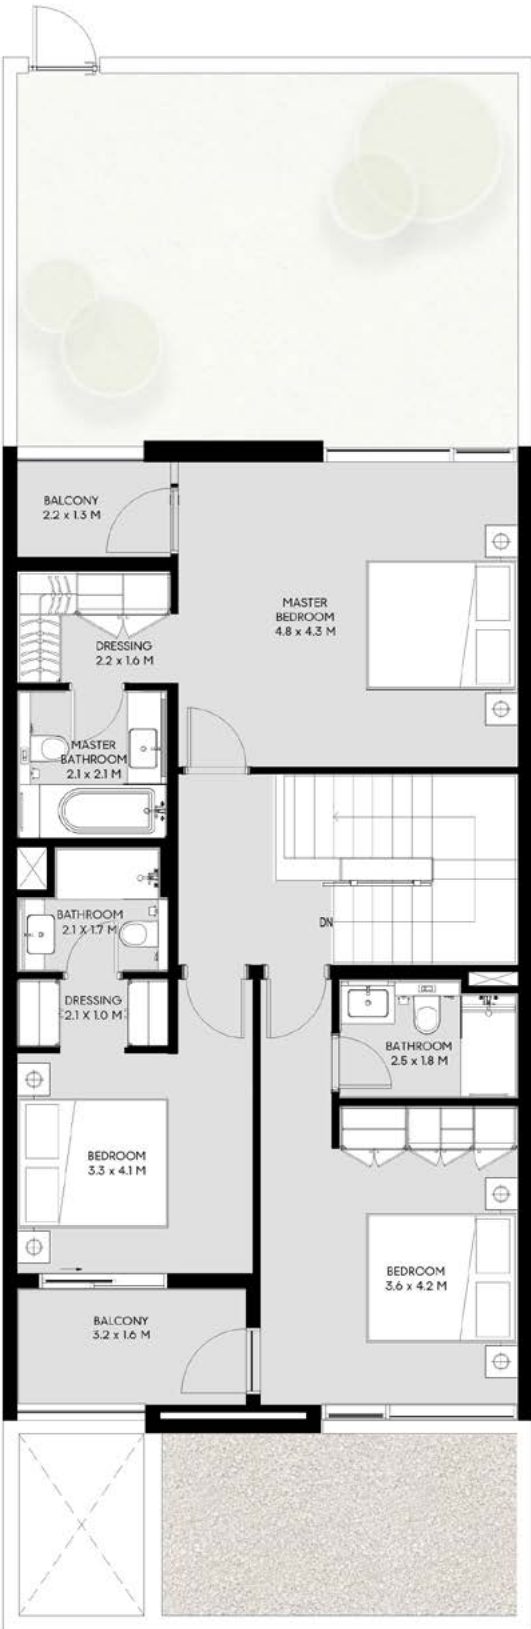 BALCONY
2.2 x 1.3 M
MASTER
BEDROOM
4.8 x 4.3 M
DRESSING
2.2 x 1.6 M
MASTER
BATHROOM
2.1 x 2.1 M
BATHROOM
2.1 x 1.7 M
DN
DRESSING
2.1 x 1.0 M
BATHROOM
2.5 x 1.8 M
BEDROOM
3.3 x 4.1 M
BEDROOM
3.6 x 4.2 M
BALCONY
3.2 x 1.6 M